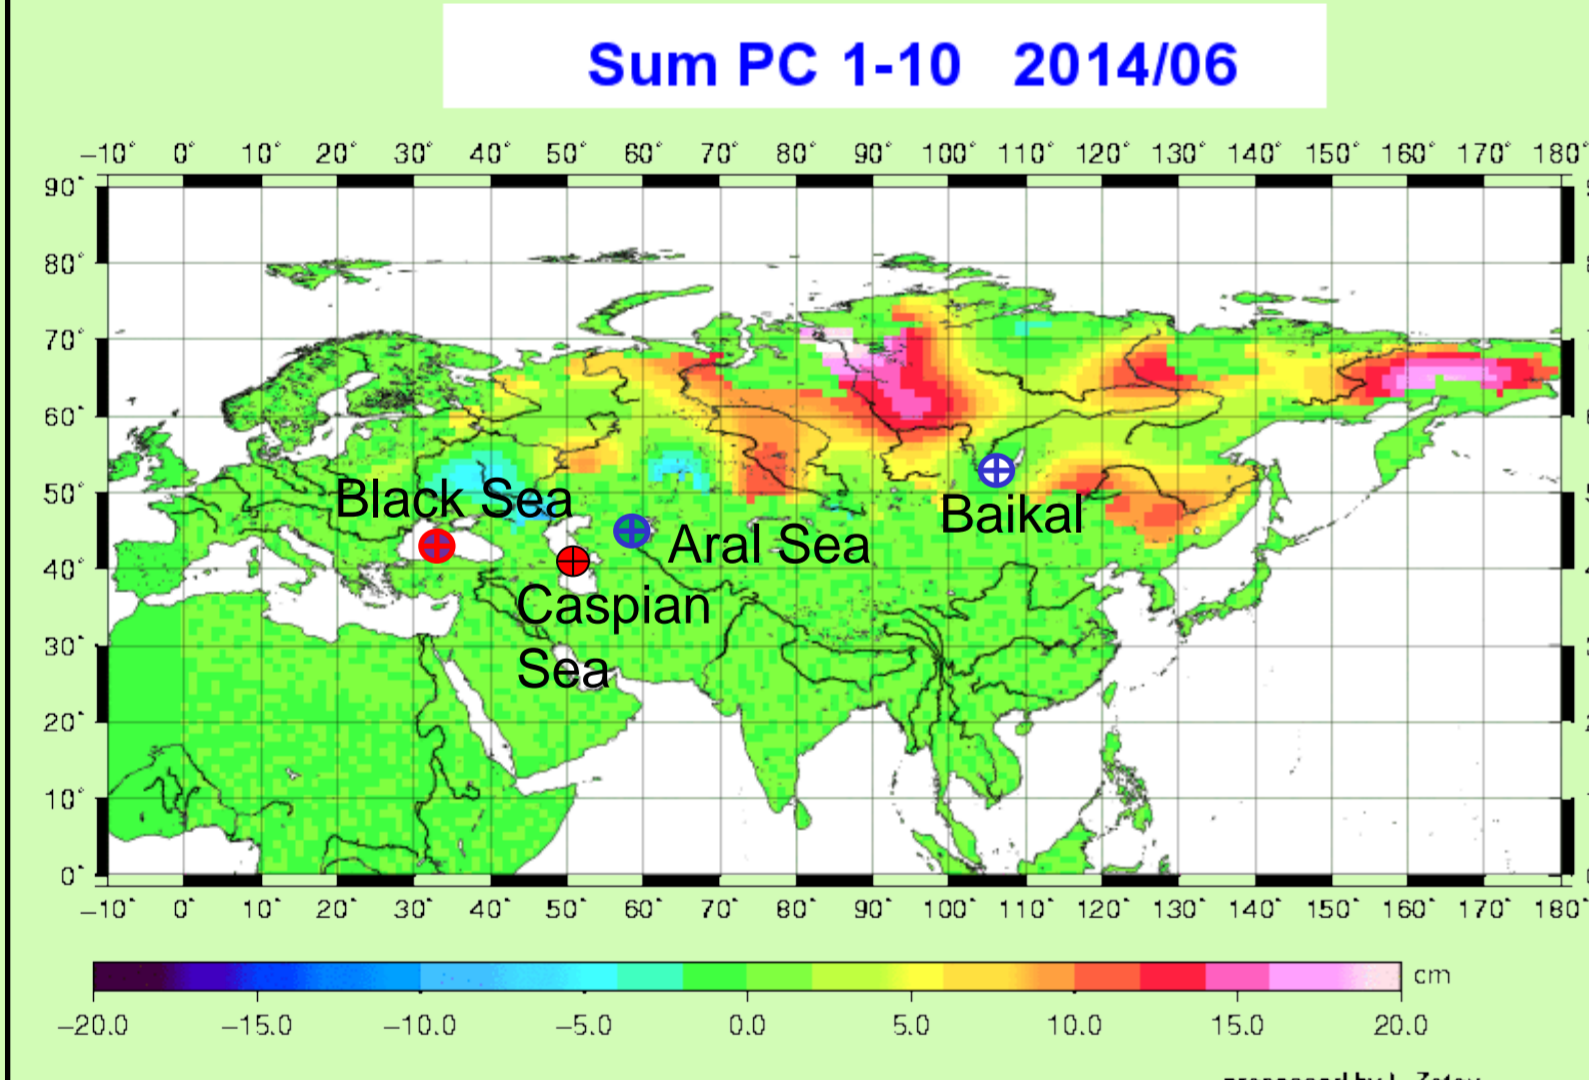 Sum PC 1-10 2014/06
-10° 0° 10° 20° 30° 40° 50° 60° 70° 80° 90° 100° 110° 120° 130° 140° 150° 160° 170° 180°
90°
80°
70°
60°
50°
40°
30°
20°
10°
0°
Black Sea
Aral Sea
Baikal
Caspian
Sea
-10° 0° 10° 20° 30° 40° 50° 60° 70° 80° 90° 100° 110° 120° 130° 140° 150° 160° 170° 180°
cm
-20.0 -15.0 -10.0 -5.0 0.0 5.0 10.0 15.0 20.0